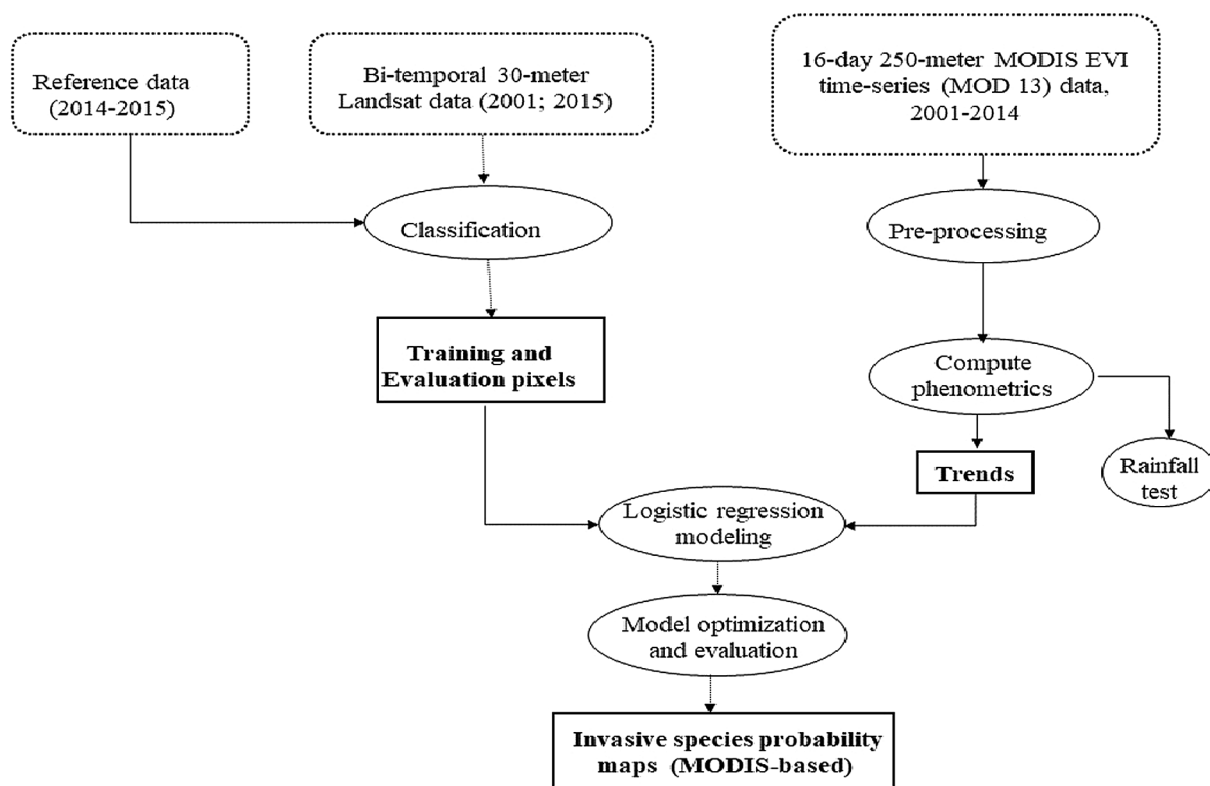 Reference data
(2014-2015)
Bi-temporal 30-meter
Landsat data (2001; 2015)
16-day 250-meter MODIS EVI
time-series (MOD 13) data,
2001-2014
Classification
Pre-processing
Training and
Evaluation pixels
Compute
phenometrics
Trends
Rainfall
test
Logistic regression
modeling
Model optimization
and evaluation
Invasive species probability
maps (MODIS-based)